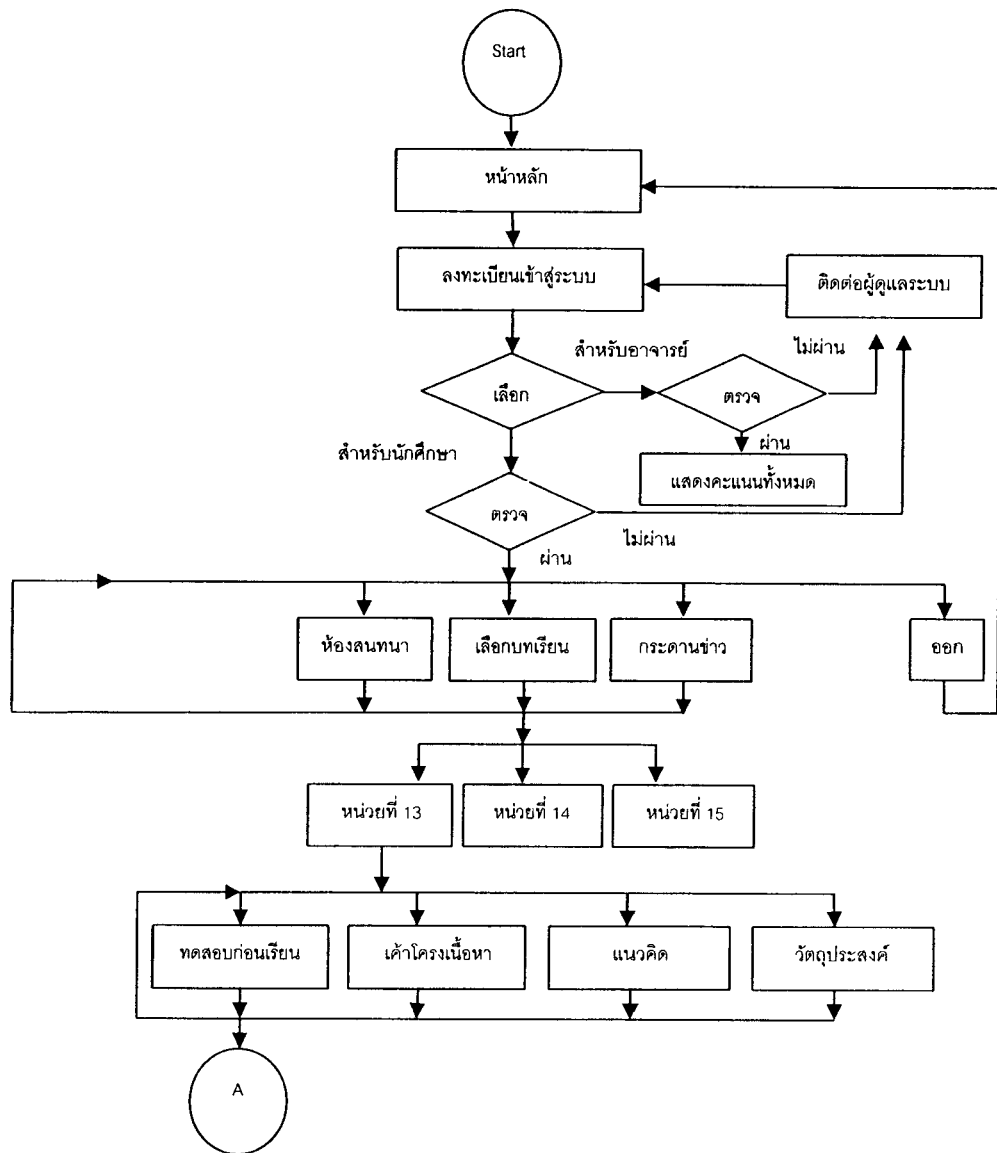 Start
หน้าหลัก
ลงทะเบียนเข้าสู่ระบบ
ติดต่อผู้ดูแลระบบ
สำหรับอาจารย์
ไม่ผ่าน
เลือก
ตรวจ
ผ่าน
สำหรับนักศึกษา
แสดงคะแนนทั้งหมด
ตรวจ
ไม่ผ่าน
ผ่าน
ห้องสนทนา
เลือกบทเรียน
กระดานข่าว
ออก
หน่วยที่ 13
หน่วยที่ 14
หน่วยที่ 15
ทดสอบก่อนเรียน
เค้าโครงเนื้อหา
แนวคิด
วัตถุประสงค์
A